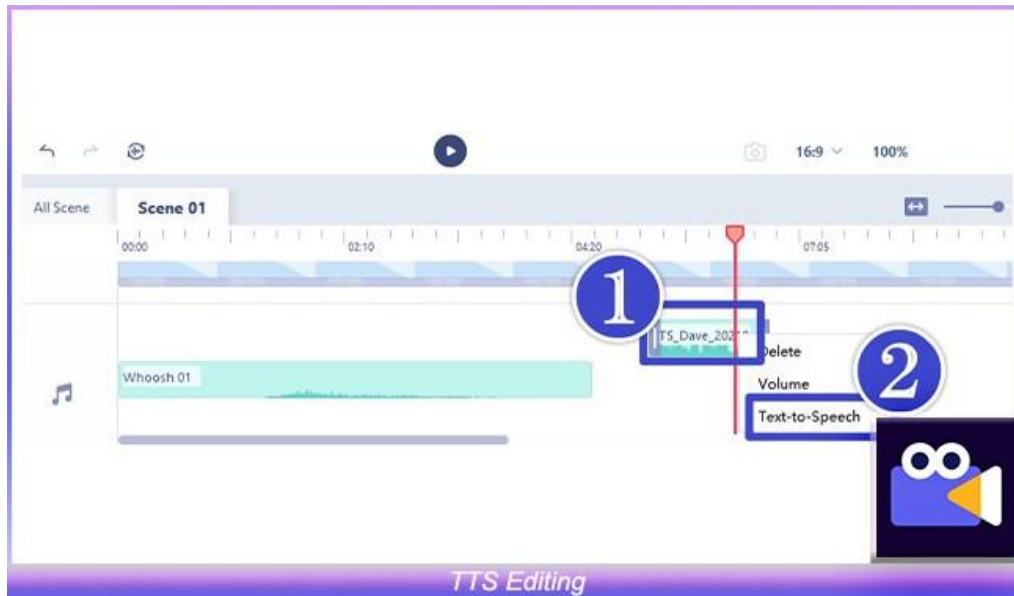 16:9
100%
All Scene
Scene 01
00:00
02:10
04:20
07:05
1
TS_Dave_2021
Delete
2
Whoosh 01
Volume
Text-to-Speech
TTS Editing